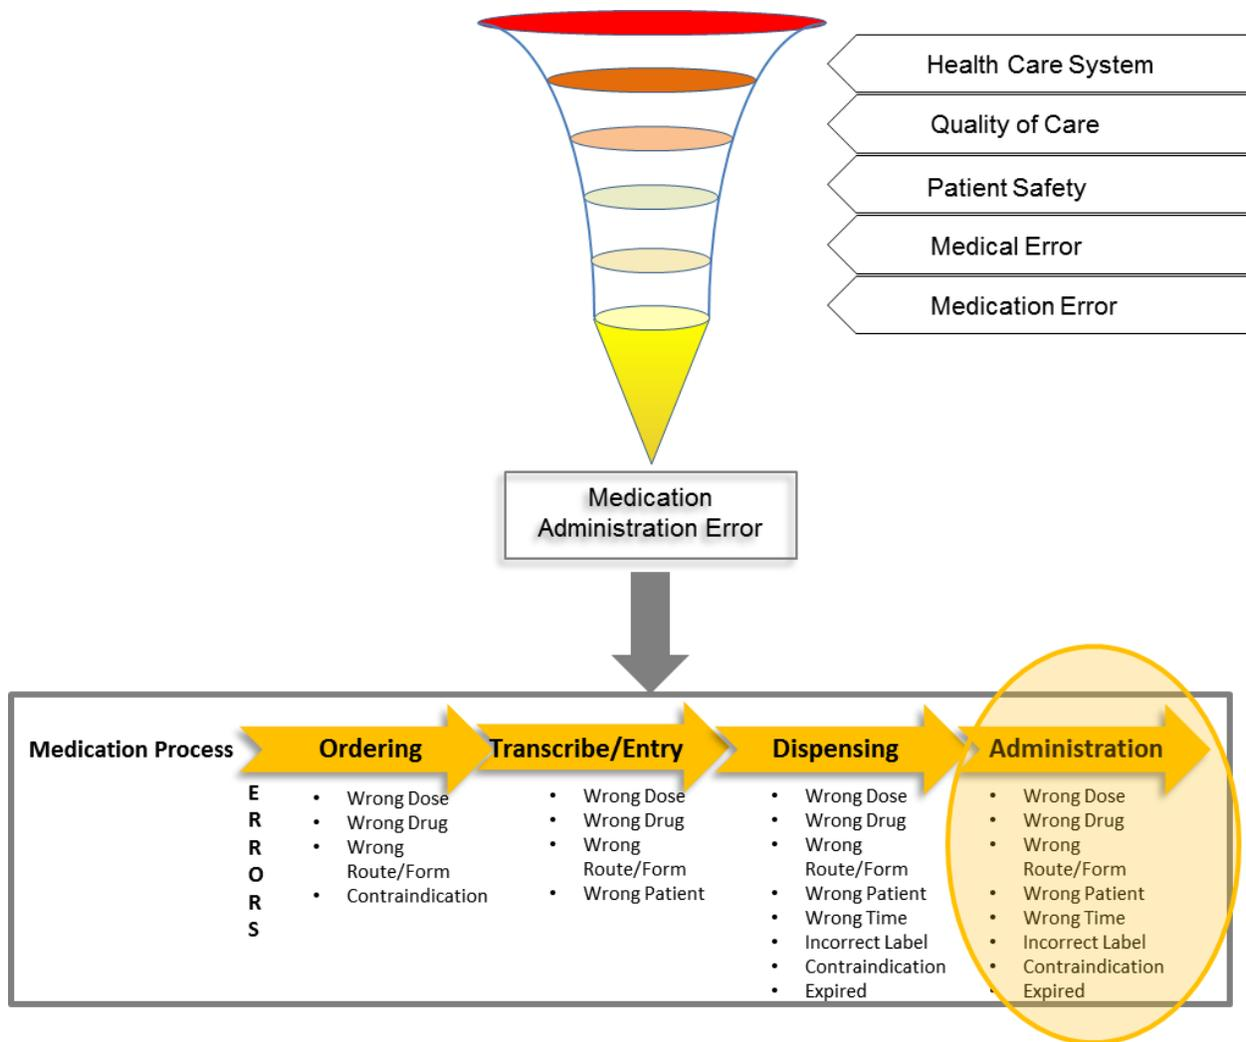 Health Care System
Quality of Care
Patient Safety
Medical Error
Medication Error
Medication
Administration Error
Medication Process
Ordering
Transcribe/Entry
Dispensing
Administration
E
R
R
O
R
S
• Wrong Dose
• Wrong Drug
• Wrong
Route/Form
• Contraindication
• Wrong Dose
• Wrong Drug
• Wrong
Route/Form
• Wrong Patient
• Wrong Dose
• Wrong Drug
• Wrong
Route/Form
• Wrong Patient
• Wrong Time
• Incorrect Label
• Contraindication
• Expired
• Wrong Dose
• Wrong Drug
• Wrong
Route/Form
• Wrong Patient
• Wrong Time
• Incorrect Label
• Contraindication
• Expired